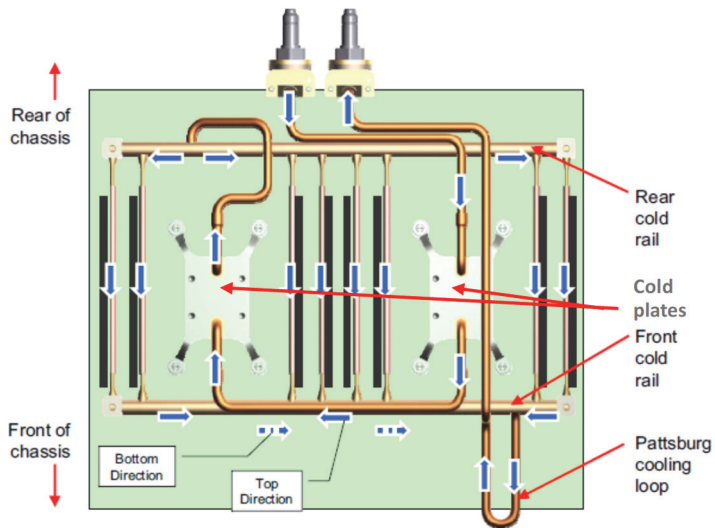 Rear of
chassis
Rear
cold
rail
Cold
plates
Front
cold
rail
Front of
chassis
Bottom
Direction
Top
Direction
Pattsburg
cooling
loop